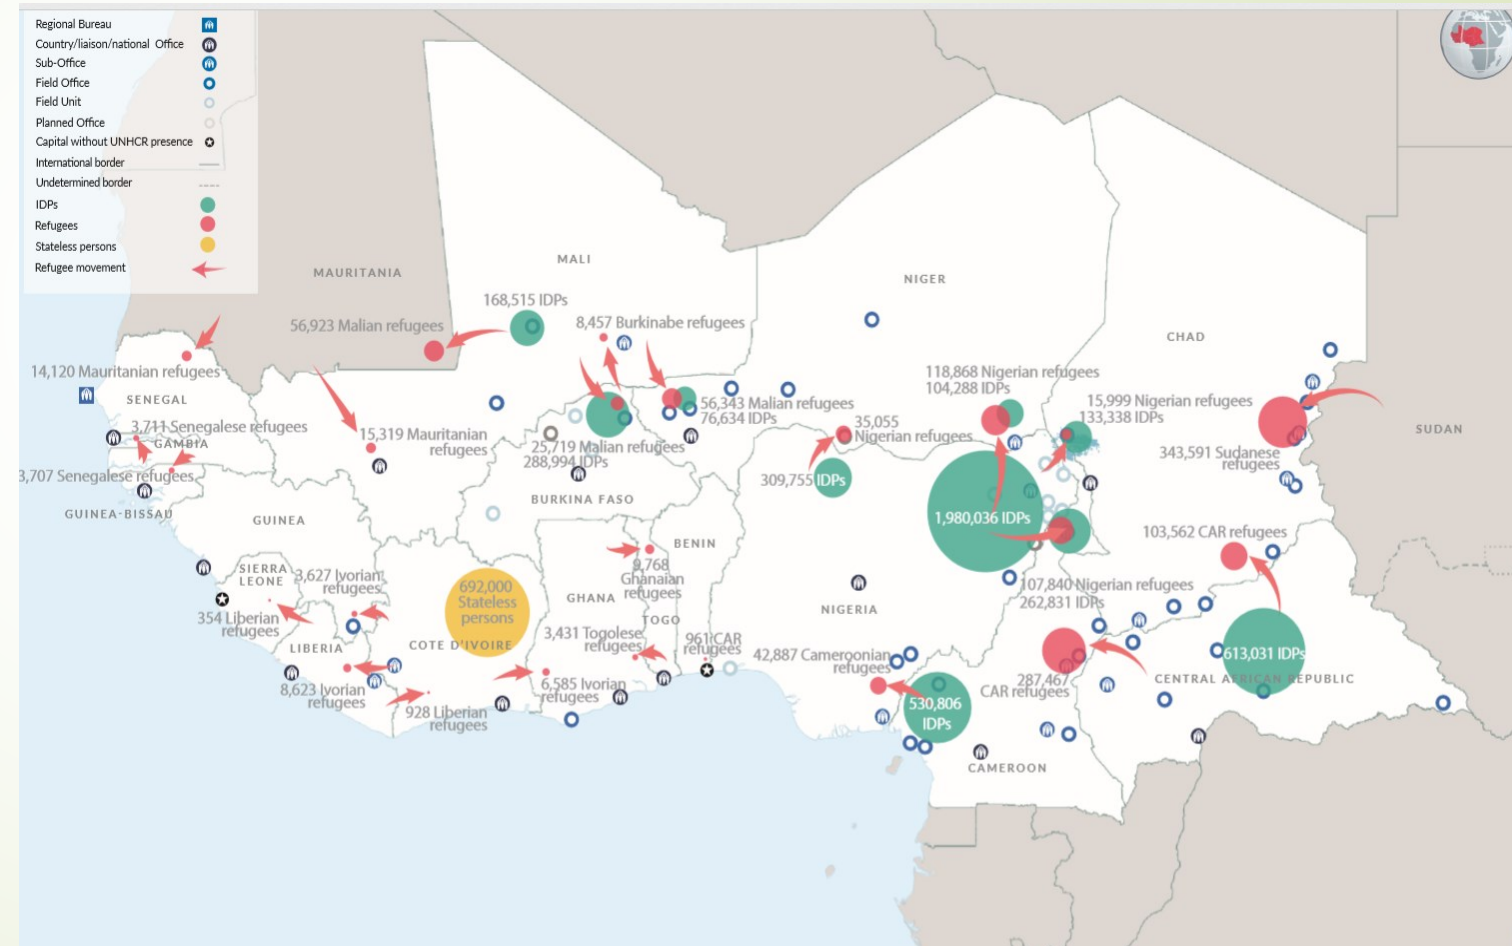 Regional Bureau
Country/liaison/national Office
Sub-Office
Field Office
Field Unit
Planned Office
Capital without UNHCR presence
International border
Undetermined border
IDPs
Refugees
Stateless persons
Refugee movement
MAURITANIA
MALI
NIGER
CHAD
SUDAN
168,515 IDPs
56,923 Malian refugees
8,457 Burkinabe refugees
14,120 Mauritanian refugees
SENEGAL
3,711 Senegalese refugees
GAMBIA
3,707 Senegalese refugees
GUINEA-BISSAU
GUINEA
15,319 Mauritanian
refugees
25,719 Malian refugees
288,994 IDPs
BURKINA FASO
56,343 Malian refugees
76,634 IDPs
35,055
Nigerian refugees
309,755 IDPs
118,868 Nigerian refugees
104,288 IDPs
15,999 Nigerian refugees
133,338 IDPs
343,591 Sudanese
refugees
1,980,036 IDPs
103,562 CAR refugees
107,840 Nigerian refugees
262,831 IDPs
NIGERIA
BENIN
9,768
Ghanaian
refugees
GHANA
TOGO
SIERRA
LEONE
3,627 Ivorian
refugees
354 Liberian
refugees
LIBERIA
692,000
Stateless
persons
COTE D'IVOIRE
3,431 Togolese
refugees
961 CAR
refugees
8,623 Ivorian
refugees
928 Liberian
refugees
6,585 Ivorian
refugees
42,887 Cameroonian
refugees
530,806
IDPs
CAMEROON
287,467
CAR refugees
613,031 IDPs
CENTRAL AFRICAN REPUBLIC